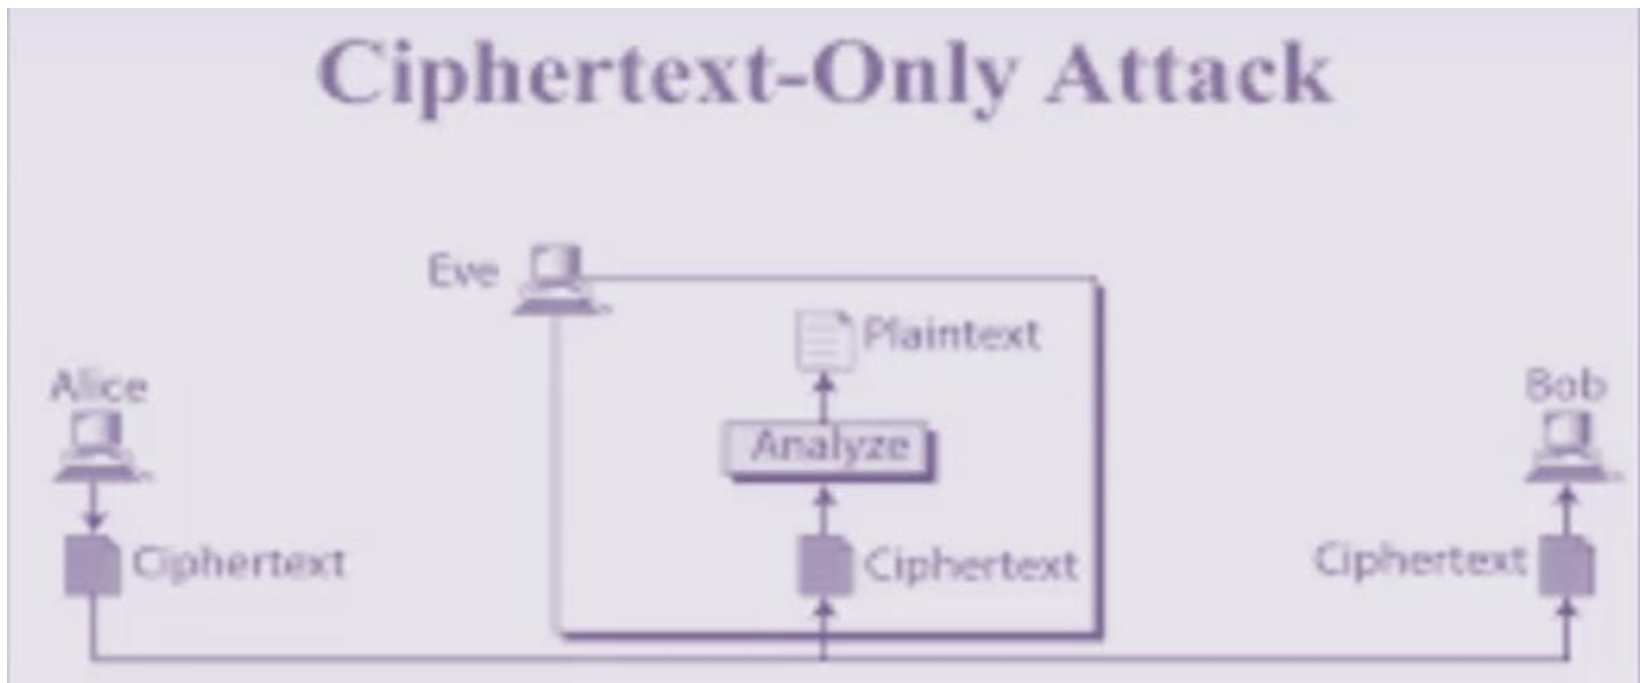 Ciphertext-Only Attack
Eve
Plaintext
Alice
Bob
Analyze
Ciphertext
Ciphertext
Ciphertext